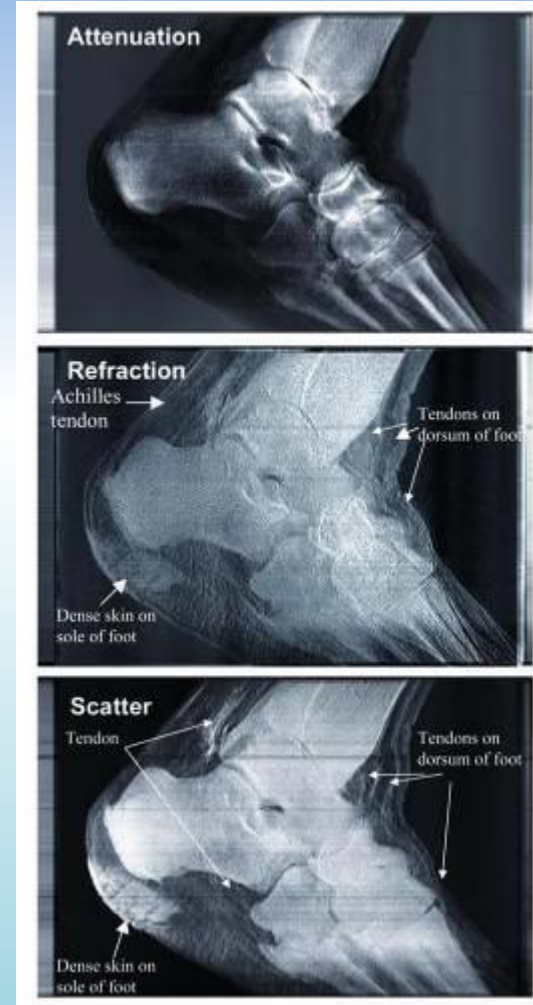 Attenuation
Refraction
Achilles
tendon
Tendons on
dorsum of foot
Dense skin on
sole of foot
Scatter
Tendon
Tendons on
dorsum of foot
Dense skin on
sole of foot